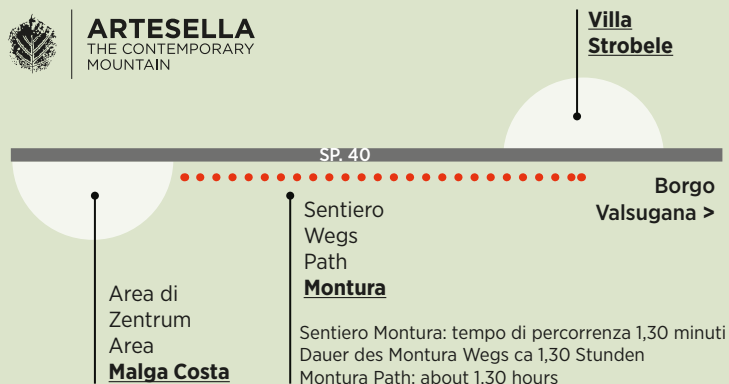 ARTESELLA
THE CONTEMPORARY
MOUNTAIN
Villa
Strobele
SP. 40
Borgo
Valsugana >
Sentiero
Wegs
Path
Montura
Area di
Zentrum
Area
Malga Costa
Sentiero Montura: tempo di percorrenza 1,30 minuti
Dauer des Montura Wegs ca 1,30 Stunden
Montura Path: about 1.30 hours